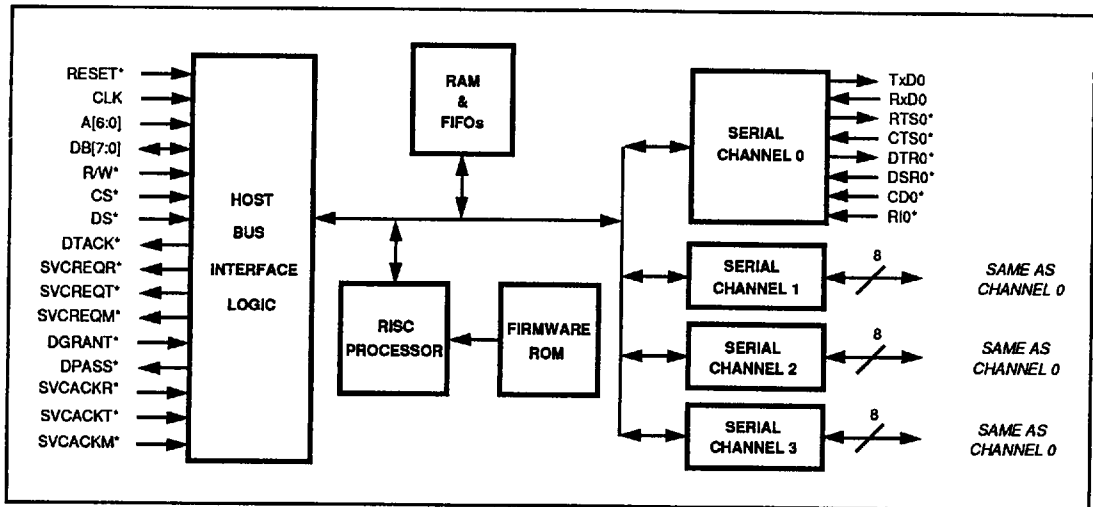 RESET*
CLK
A[6:0]
DB[7:0]
R/W*
CS*
DS*
DTACK*
SVCREQR*
SVCREQT*
SVCREQM*
DGRANT*
DPASS*
SVCACKR*
SVCACKT*
SVCACKM*
HOST
BUS
INTERFACE
LOGIC
RAM
&
FIFOs
RISC
PROCESSOR
FIRMWARE
ROM
SERIAL
CHANNEL 0
TxD0
RxD0
RTS0*
CTS0*
DTR0*
DSR0*
CD0*
RI0*
SERIAL
CHANNEL 1
8
SAME AS
CHANNEL 0
SERIAL
CHANNEL 2
8
SAME AS
CHANNEL 0
SERIAL
CHANNEL 3
8
SAME AS
CHANNEL 0